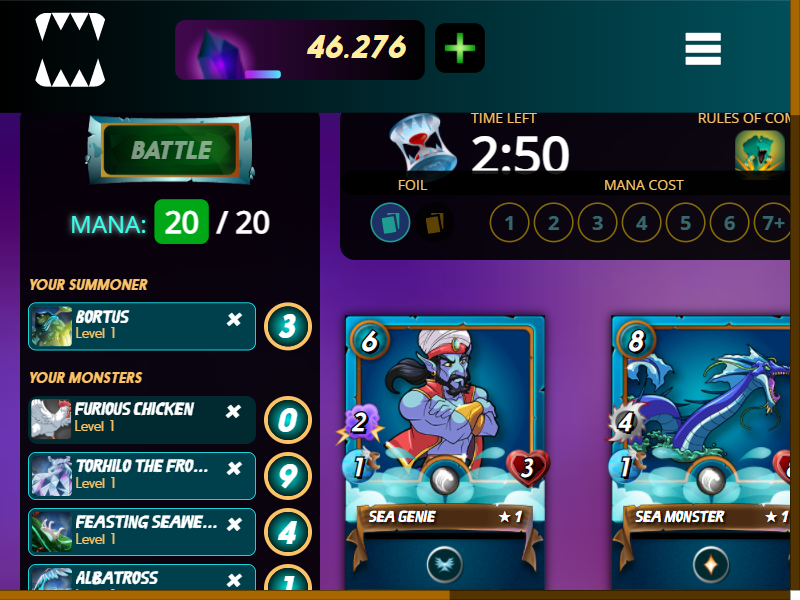 46.276
BATTLE
TIME LEFT
2:50
FOIL
MANA COST
1 2 3 4 5 6 7+
MANA: 20 / 20
YOUR SUMMONER
BORTUS
Level 1
3
YOUR MONSTERS
FURIOUS CHICKEN
Level 1
0
TORHILO THE FRO...
Level 1
9
FEASTING SEAWE...
Level 1
4
ALBATROSS
1
6
2
1
3
SEA GENIE ★ 1
8
4
1
SEA MONSTER ★ 1
RULES OF